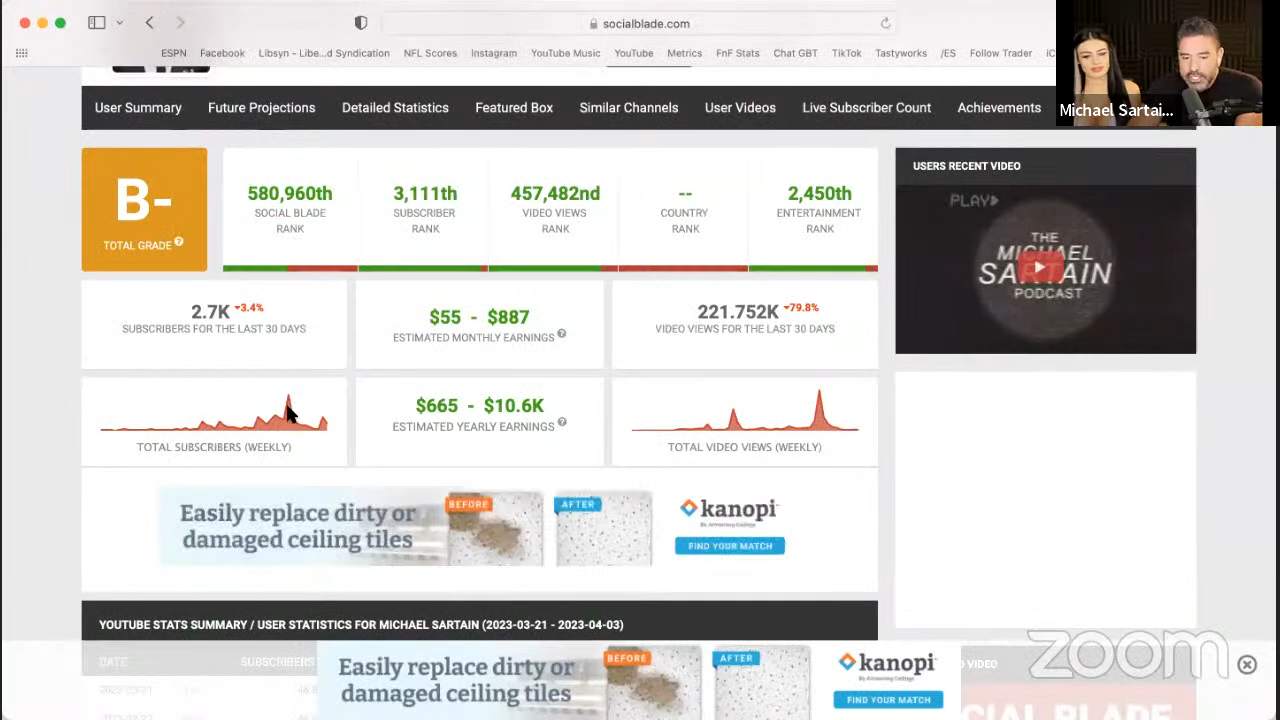 socialblade.com
ESPN Facebook Libsyn - Libe...d Syndication NFL Scores Instagram YouTube Music YouTube Metrics FnF Stats Chat GBT TikTok Tastyworks /ES Follow Trader
Michael Sartai...
User Summary Future Projections Detailed Statistics Featured Box Similar Channels User Videos Live Subscriber Count Achievements
B-
TOTAL GRADE
580,960th
SOCIAL BLADE
RANK
3,111th
SUBSCRIBER
RANK
457,482nd
VIDEO VIEWS
RANK
--
COUNTRY
RANK
2,450th
ENTERTAINMENT
RANK
USERS RECENT VIDEO
PLAY
THE
MICHAEL
SARTAIN
PODCAST
2.7K -3.4%
SUBSCRIBERS FOR THE LAST 30 DAYS
$55 - $887
ESTIMATED MONTHLY EARNINGS
221.752K -79.8%
VIDEO VIEWS FOR THE LAST 30 DAYS
TOTAL SUBSCRIBERS (WEEKLY)
$665 - $10.6K
ESTIMATED YEARLY EARNINGS
TOTAL VIDEO VIEWS (WEEKLY)
Easily replace dirty or
damaged ceiling tiles
BEFORE
AFTER
kanopi
By Armstrong Ceilings
FIND YOUR MATCH
YOUTUBE STATS SUMMARY / USER STATISTICS FOR MICHAEL SARTAIN (2023-03-21 - 2023-04-03)
DATE SUBSCRIBERS
Easily replace dirty or
damaged ceiling tiles
BEFORE
AFTER
kanopi
FIND YOUR MATCH
VIDEO
zoom